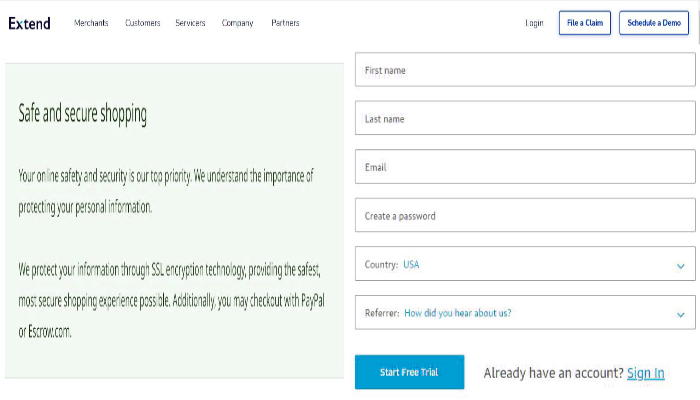 Extend Merchants Customers Servicers Company Partners Login File a Claim Schedule a Demo
Safe and secure shopping
Your online safety and security is our top priority. We understand the importance of
protecting your personal information.
We protect your information through SSL encryption technology, providing the safest,
most secure shopping experience possible. Additionally, you may checkout with PayPal
or Escrow.com.
First name
Last name
Email
Create a password
Country: USA
Referrer: How did you hear about us?
Start Free Trial Already have an account? Sign In